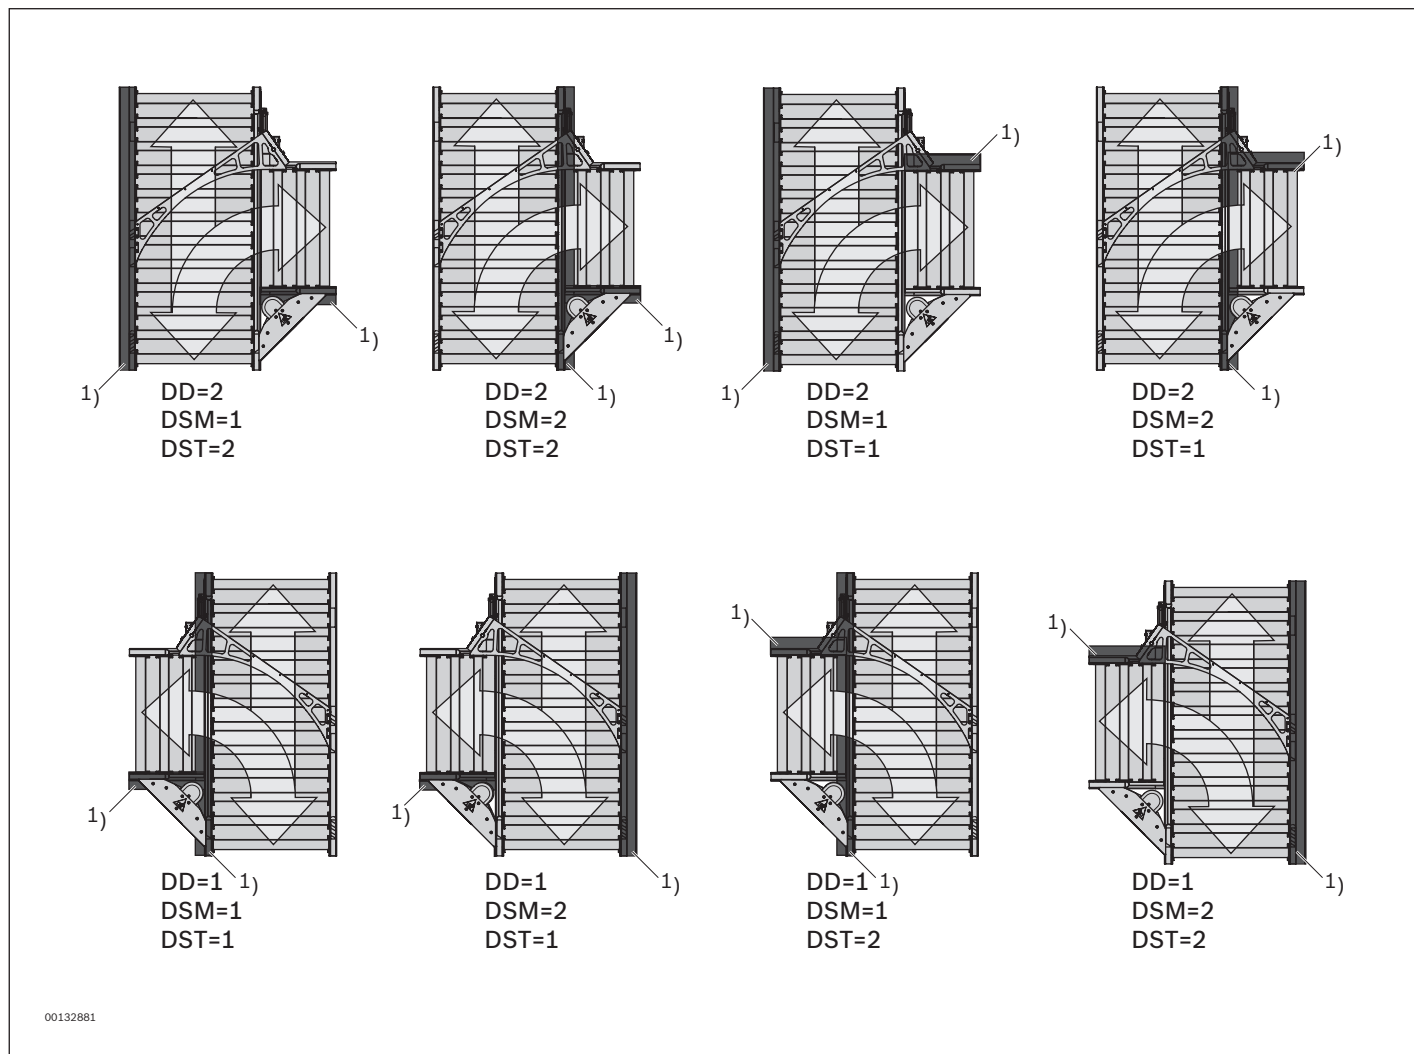 1)
1)
1)
1)
1)
1)
1)
1)
DD=2
DSM=1
DST=2
DD=2
DSM=2
DST=2
DD=2
DSM=1
DST=1
DD=2
DSM=2
DST=1
1)
1)
1)
1)
1)
1)
1)
1)
DD=1
DSM=1
DST=1
DD=1
DSM=2
DST=1
DD=1
DSM=1
DST=2
DD=1
DSM=2
DST=2
00132881